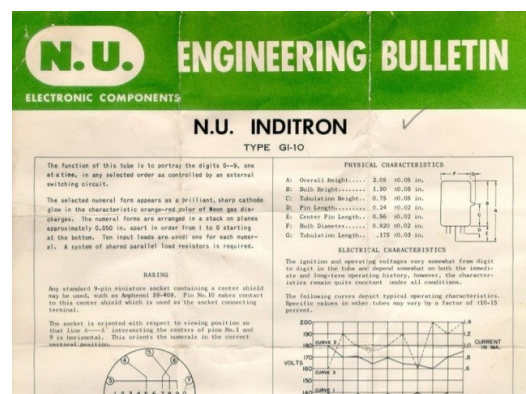 N.U. ENGINEERING BULLETIN
ELECTRONIC COMPONENTS
N.U. INDITRON
TYPE GI-10
The function of this tube is to portray the digits 0--9, one
at a time, in any selected order as controlled by an external
switching circuit.
The selected numeral form appears as a brilliant, sharp cathode
glow in the characteristic orange-red color of Neon gas dis-
charges. The numeral forms are arranged in a stack on planes
approximately 0.050 in. apart in order from 1 to 0 starting
at the bottom. Ten input leads are used: one for each numer-
al. A system of shared parallel load resistors is required.
BASING
Any standard 9-pin miniature socket containing a center shield
may be used, such as Amphenol 59-409. Pin No.10 makes contact
to this center shield which is used as the socket connecting
terminal.
The socket is oriented with respect to viewing position so
that line A——A' intersecting the centers of pins No.1 and
9 is horizontal. This orients the numerals in the correct
vertical position.
4 5 6
3 7
1 2 3 4 5 6 7 8 9 0
PHYSICAL CHARACTERISTICS
A: Overall Height..... 2.05 ±0.05 in.
B: Bulb Height........ 1.50 ±0.05 in.
C: Tubulation Height.. 0.75 ±0.05 in.
D: Pin Length......... 0.24 ±0.02 in.
E: Center Pin Length.. 0.56 ±0.02 in.
F: Bulb Diameter...... 0.820 ±0.02 in.
G: Tubulation Length.. .175 ±0.03 in.
ELECTRICAL CHARACTERISTICS
The ignition and operating voltages vary somewhat from digit
to digit in the tube and depend somewhat on both the immedi-
ate and long-term operating history, however, the character-
istics remain quite constant under all conditions.
The following curves depict typical operating characteristics.
Specific values in other tubes may vary by a factor of ±10-15
percent.
200 1.4
190 1.2
180 CURVE 2 1.0 CURRENT
170 .8 IN MA.
VOLTS
160 CURVE 3 .6
150
CURVE 1
140